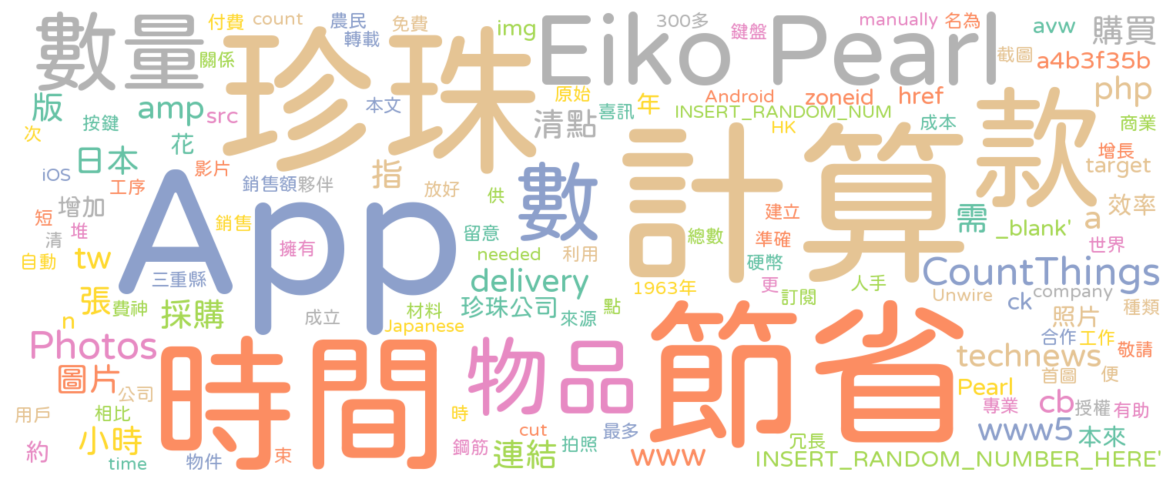 付費 count 農民 免費 img 300多 鍵盤 manually 名為 avw 購買
轉載 截圖 a4b3f35b
數量 關係 珍珠 Eiko Pearl
版 amp src 本文 原始 喜訊 年 Android zoneid href php
次 按鍵 清點 INSERT_RANDOM_NUM 成本 商業
花 HK
日本 影片 指 計算 款 增長
iOS 工序 銷售額 夥伴 放好 供 數 target
短 增加 App 建立 需 a 效率
清 堆 銷售 擁有 留意 總數 準確 _blank'
自動 tw needed 利用 硬幣 世界
三重縣 delivery 1963年 更 人手 CountThings
張 費神 採購 珍珠公司 點 訂閱 Unwire ck company
n 成立 材料 來源 照片 種類
Japanese 合作 工作
Photos 時間 物品 節省 technews 敬請
圖片 公司 Pearl 首圖 便
用戶 相比 時 專業 cb 授權 有助
小時 cut 最多 www5 本來
約 time 物件 束 鋼筋 連結 拍照 www 冗長 INSERT_RANDOM_NUMBER_HERE'